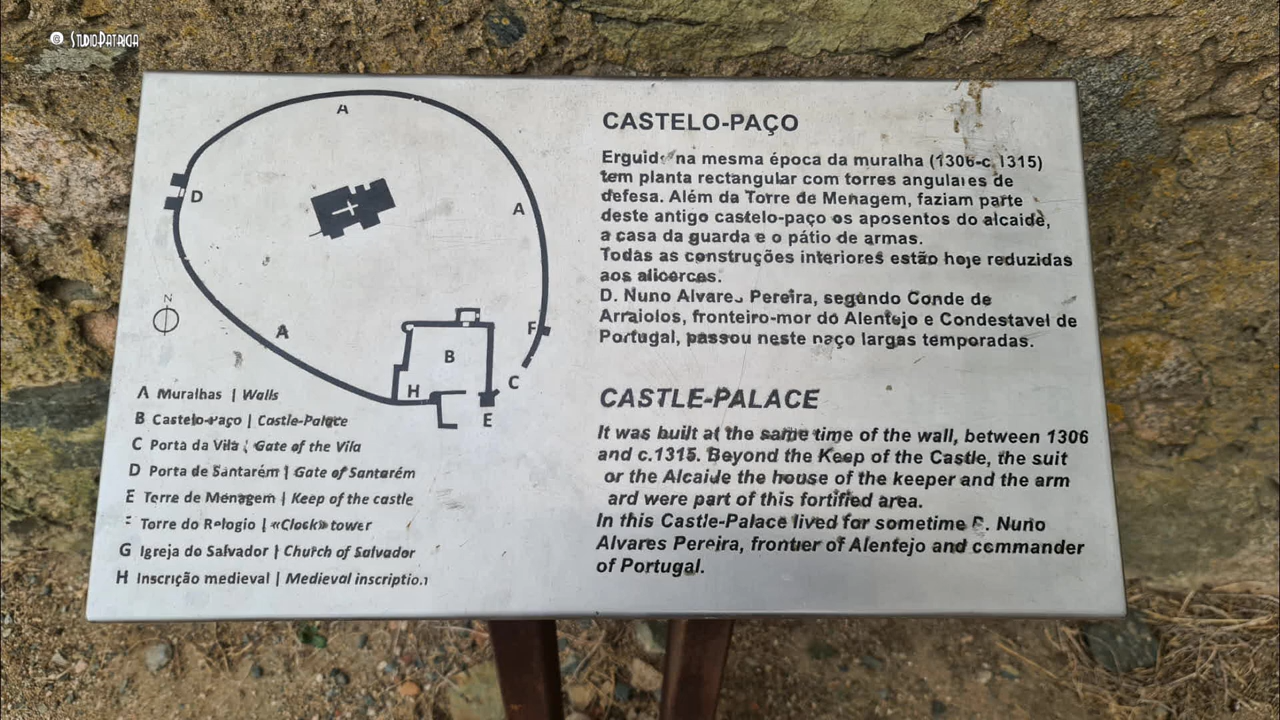 STUDIOPATRICIA
A
D
A
N
A
F
B
C
H
E
A Muralhas | Walls
B Castelo-Paço | Castle-Palace
C Porta da Vila | Gate of the Vila
D Porta de Santarém | Gate of Santarém
E Terre de Menagem | Keep of the castle
F Torre do Relogio | «Clock» tower
G Igreja do Salvador | Church of Salvador
H Inscrição medieval | Medieval inscription
CASTELO-PAÇO
Erguido na mesma época da muralha (1306-c.1315)
tem planta rectangular com torres angulares de
defesa. Além da Torre de Menagem, faziam parte
deste antigo castelo-paço os aposentos do alcaide,
a casa da guarda e o pátio de armas.
Todas as construções interiores estão hoje reduzidas
aos alicerces.
D. Nuno Alvares Pereira, segundo Conde de
Arraiolos, fronteiro-mor do Alentejo e Condestavel de
Portugal, passou neste paço largas temporadas.
CASTLE-PALACE
It was built at the same time of the wall, between 1306
and c.1315. Beyond the Keep of the Castle, the suit
or the Alcaide the house of the keeper and the arm
ard were part of this fortified area.
In this Castle-Palace lived for sometime D. Nuno
Alvares Pereira, frontier of Alentejo and commander
of Portugal.